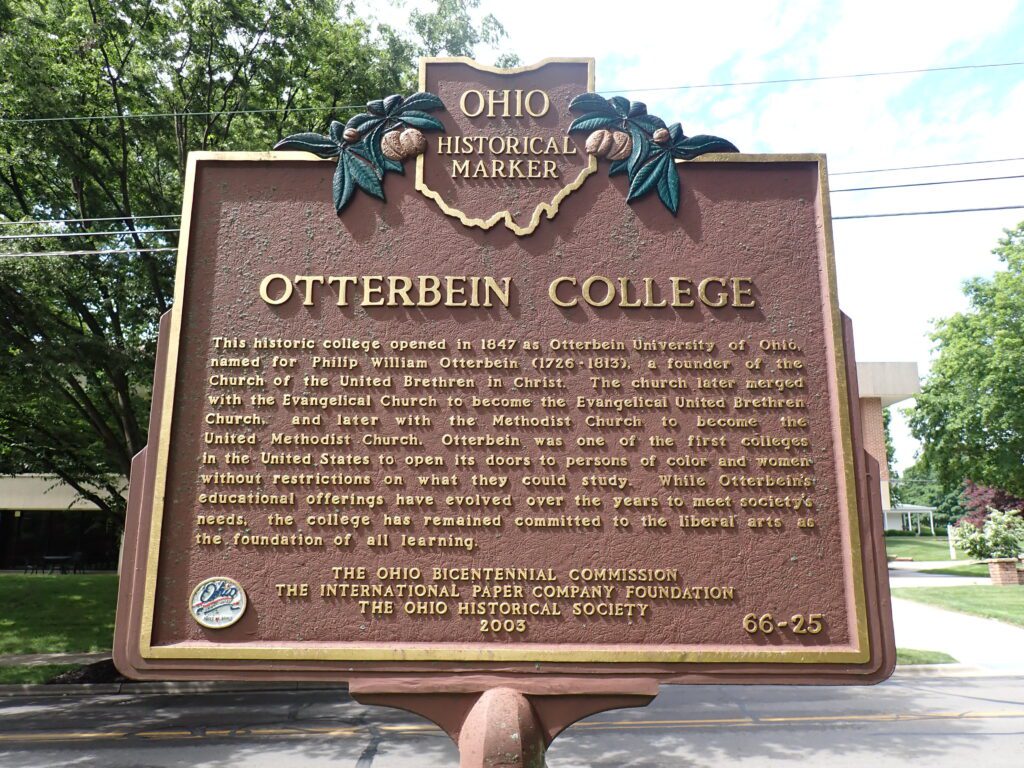 OHIO
HISTORICAL
MARKER
OTTERBEIN COLLEGE
This historic college opened in 1847 as Otterbein University of Ohio,
named for Philip William Otterbein (1726-1813), a founder of the
Church of the United Brethren in Christ. The church later merged
with the Evangelical Church to become the Evangelical United Brethren
Church, and later with the Methodist Church to become the
United Methodist Church. Otterbein was one of the first colleges
in the United States to open its doors to persons of color and women
without restrictions on what they could study. While Otterbein's
educational offerings have evolved over the years to meet society's
needs, the college has remained committed to the liberal arts as
the foundation of all learning.
THE OHIO BICENTENNIAL COMMISSION
THE INTERNATIONAL PAPER COMPANY FOUNDATION
THE OHIO HISTORICAL SOCIETY
2003
66-25
Ohio